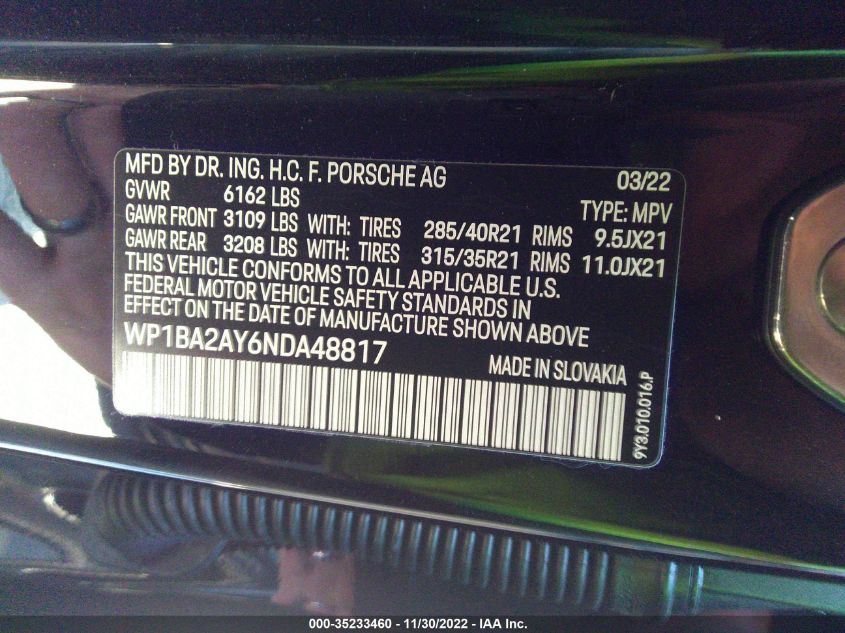 MFD BY DR. ING. H.C. F. PORSCHE AG 03/22
GVWR 6162 LBS TYPE: MPV
GAWR FRONT 3109 LBS WITH: TIRES 285/40R21 RIMS 9.5JX21
GAWR REAR 3208 LBS WITH: TIRES 315/35R21 RIMS 11.0JX21
THIS VEHICLE CONFORMS TO ALL APPLICABLE U.S.
FEDERAL MOTOR VEHICLE SAFETY STANDARDS IN
EFFECT ON THE DATE OF MANUFACTURE SHOWN ABOVE.
WP1BA2AY6NDA48817 MADE IN SLOVAKIA
9Y3.010.016.P
000-35233460 - 11/30/2022 - IAA Inc.